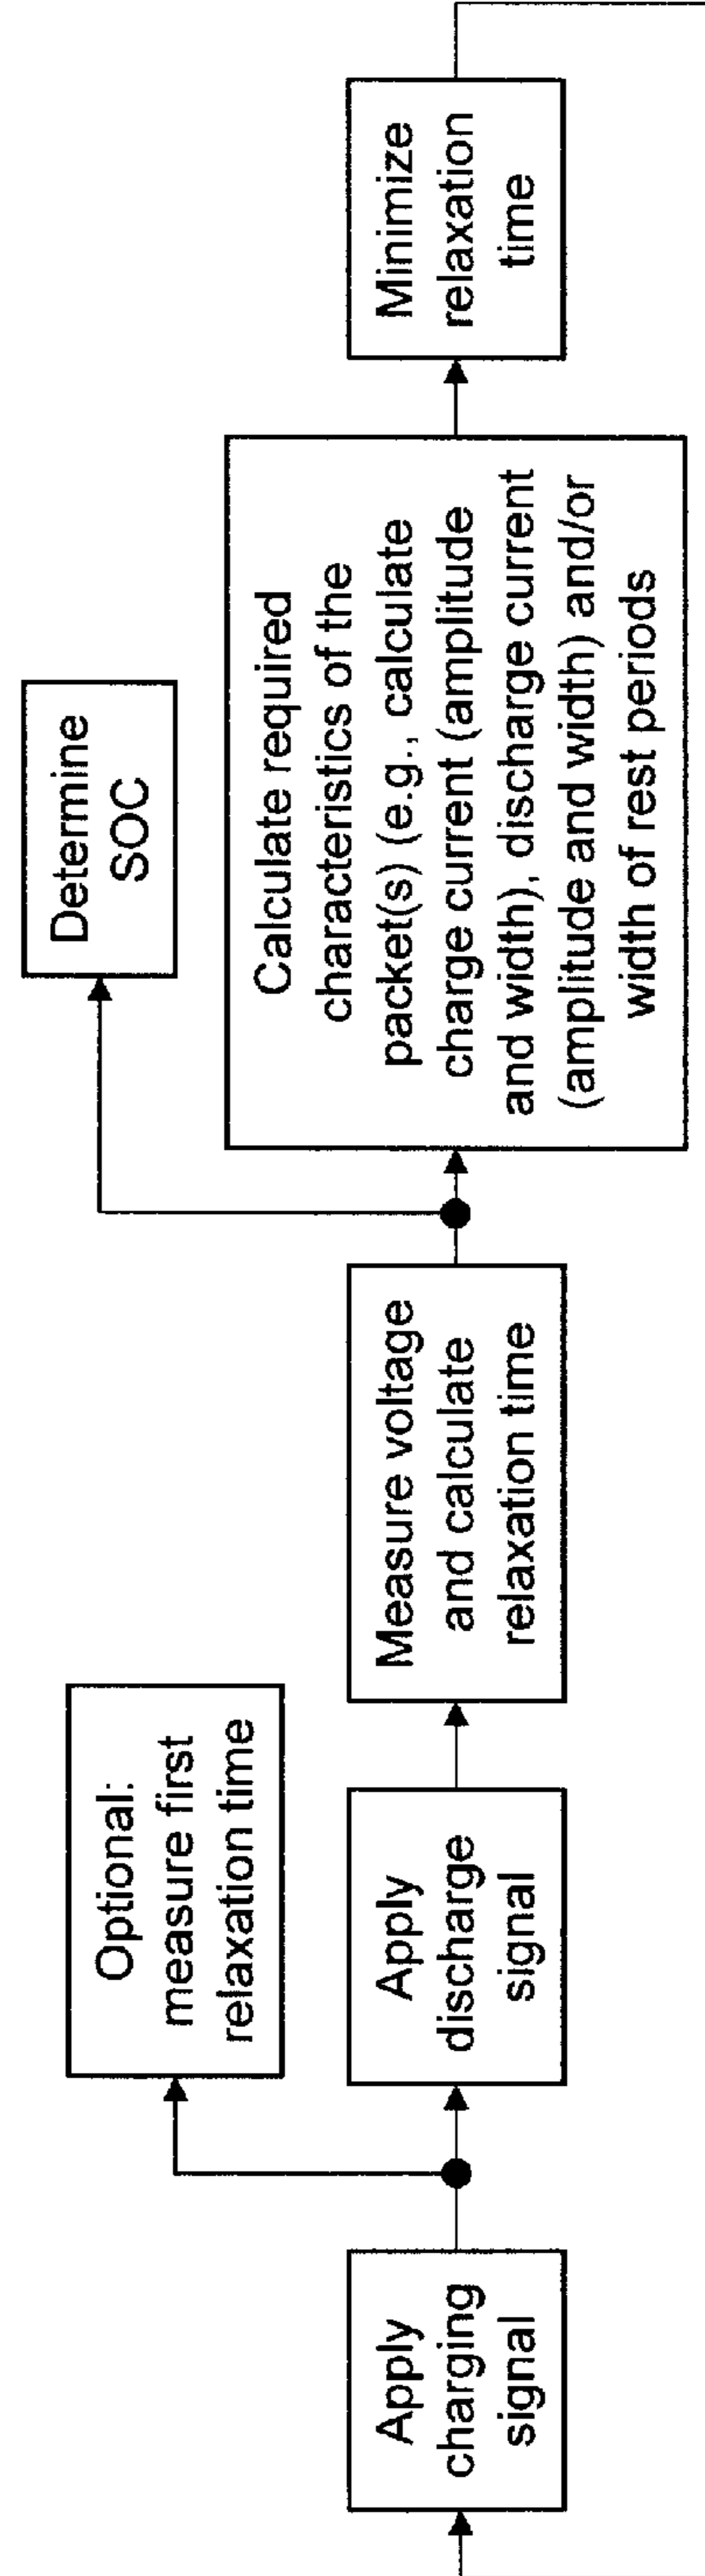 Apply
charging
signal
Optional:
measure first
relaxation time
Apply
discharge
signal
Measure voltage
and calculate
relaxation time
Determine
SOC
Calculate required
characteristics of the
packet(s) (e.g., calculate
charge current (amplitude
and width), discharge current
(amplitude and width) and/or
width of rest periods
Minimize
relaxation
time